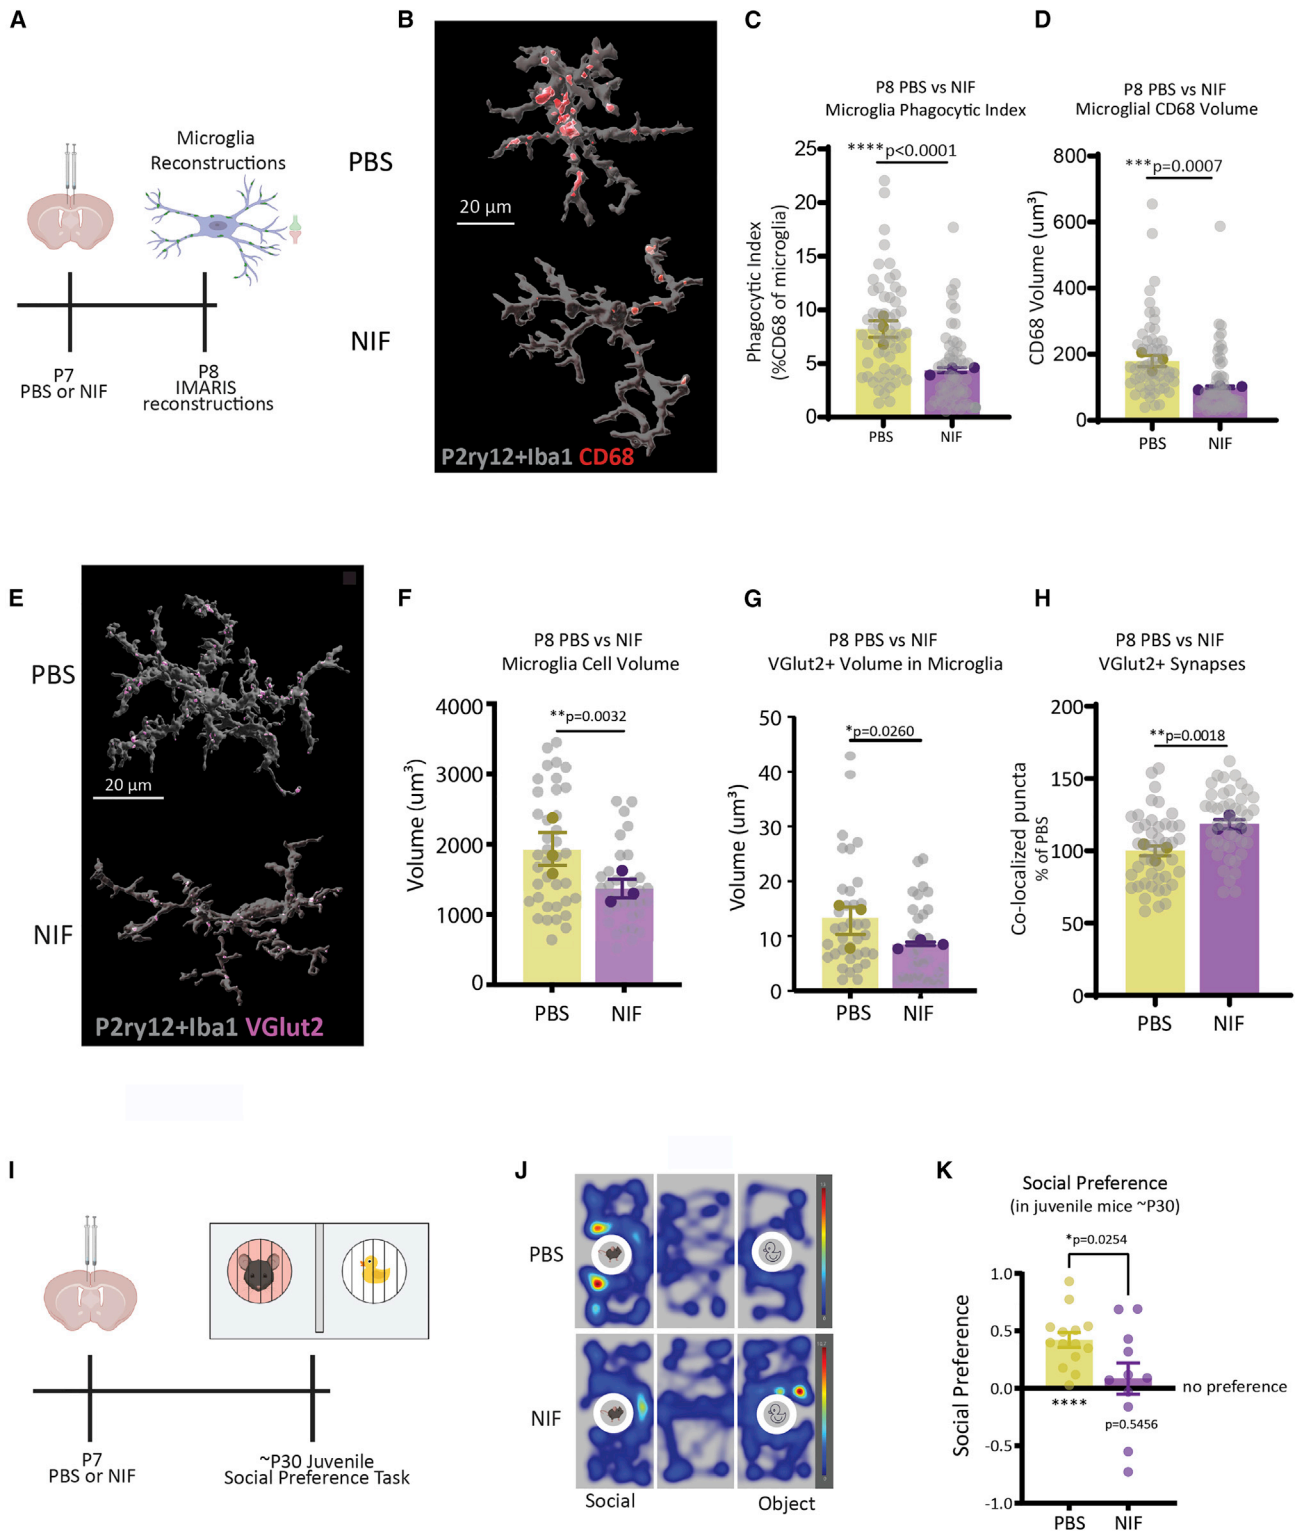 A
Microglia
Reconstructions
P7
PBS or NIF
P8
IMARIS
reconstructions
B
PBS
NIF
20 µm
P2ry12+Iba1 CD68
C
P8 PBS vs NIF
Microglia Phagocytic Index
****p<0.0001
Phagocytic Index
(%CD68 of microglia)
25
20
15
10
5
0
PBS
NIF
D
P8 PBS vs NIF
Microglial CD68 Volume
***p=0.0007
CD68 Volume (um³)
800
600
400
200
0
PBS
NIF
E
PBS
NIF
20 µm
P2ry12+Iba1 VGlut2
F
P8 PBS vs NIF
Microglia Cell Volume
**p=0.0032
Volume (um³)
4000
3000
2000
1000
0
PBS
NIF
G
P8 PBS vs NIF
VGlut2+ Volume in Microglia
*p=0.0260
Volume (um³)
50
40
30
20
10
0
PBS
NIF
H
P8 PBS vs NIF
VGlut2+ Synapses
**p=0.0018
Co-localized puncta
% of PBS
200
150
100
50
0
PBS
NIF
I
P7
PBS or NIF
~P30 Juvenile
Social Preference Task
J
PBS
NIF
Social
Object
K
Social Preference
(in juvenile mice ~P30)
*p=0.0254
Social Preference
1.0
0.5
0.0
-0.5
-1.0
no preference
****
p=0.5456
PBS
NIF